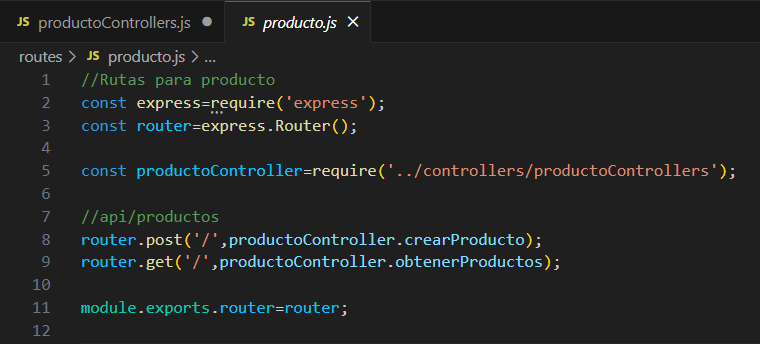 JS productoControllers.js
JS producto.js
routes > JS producto.js > ...
1 //Rutas para producto
2 const express=require('express');
3 const router=express.Router();
4
5 const productoController=require('../controllers/productoControllers');
6
7 //api/productos
8 router.post('/',productoController.crearProducto);
9 router.get('/',productoController.obtenerProductos);
10
11 module.exports.router=router;
12